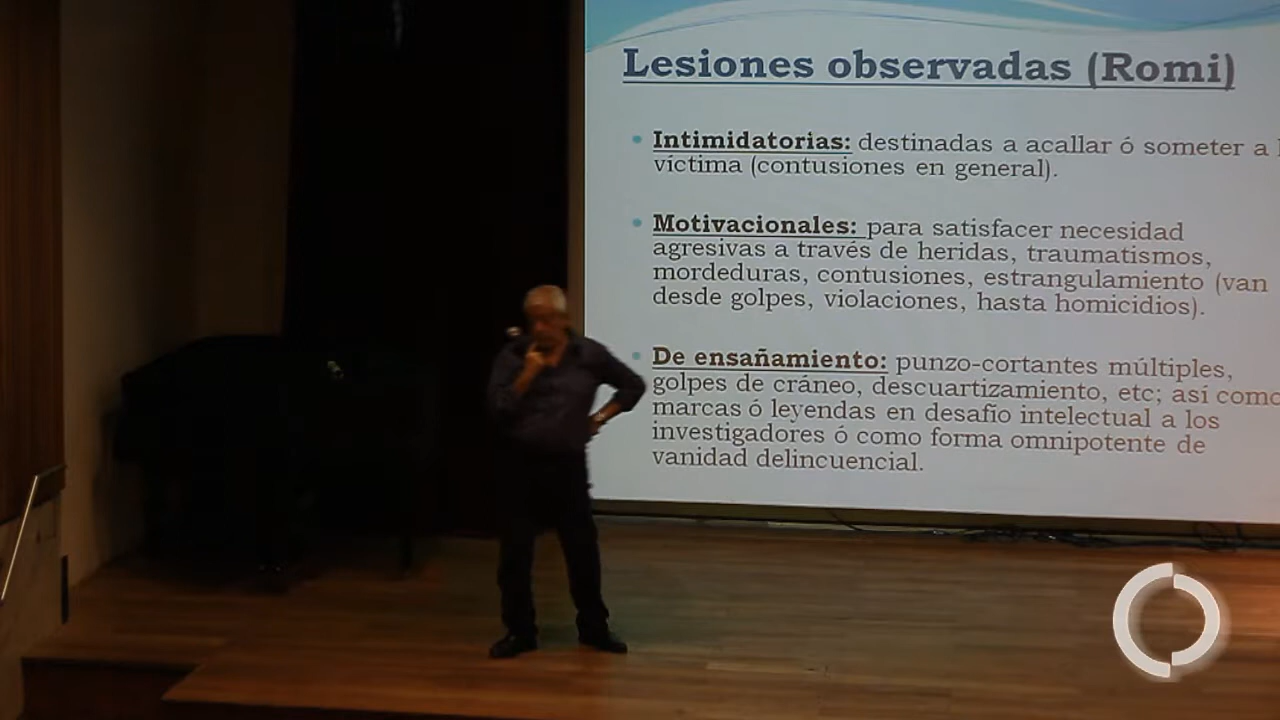 Lesiones observadas (Romi)
Intimidatorias: destinadas a acallar ó someter a
víctima (contusiones en general).
Motivacionales: para satisfacer necesidad
agresivas a través de heridas, traumatismos,
mordeduras, contusiones, estrangulamiento (van
desde golpes, violaciones, hasta homicidios).
De ensañamiento: punzo-cortantes múltiples,
golpes de cráneo, descuartizamiento, etc; así como
marcas ó leyendas en desafío intelectual a los
investigadores ó como forma omnipotente de
vanidad delincuencial.